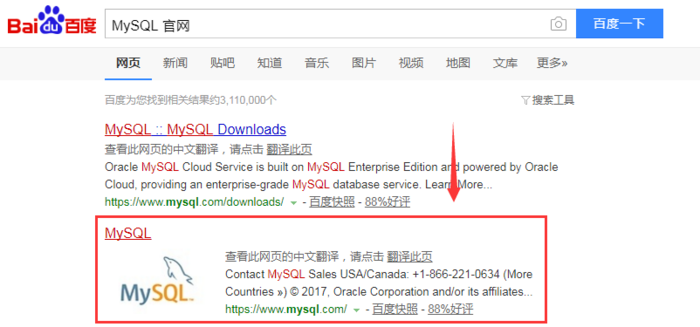 Bai du 百度 MySQL 官网 百度一下
网页 新闻 贴吧 知道 音乐 图片 视频 地图 文库 更多»
百度为您找到相关结果约3,110,000个 搜索工具
MySQL :: MySQL Downloads
查看此网页的中文翻译，请点击 翻译此页
Oracle MySQL Cloud Service is built on MySQL Enterprise Edition and powered by Oracle
Cloud, providing an enterprise-grade MySQL database service. Learn More...
https://www.mysql.com/downloads/ - 百度快照 - 88%好评
MySQL
查看此网页的中文翻译，请点击 翻译此页
Contact MySQL Sales USA/Canada: +1-866-221-0634 (More
Countries ») © 2017, Oracle Corporation and/or its affiliates...
MySQL
https://www.mysql.com/ - 百度快照 - 88%好评